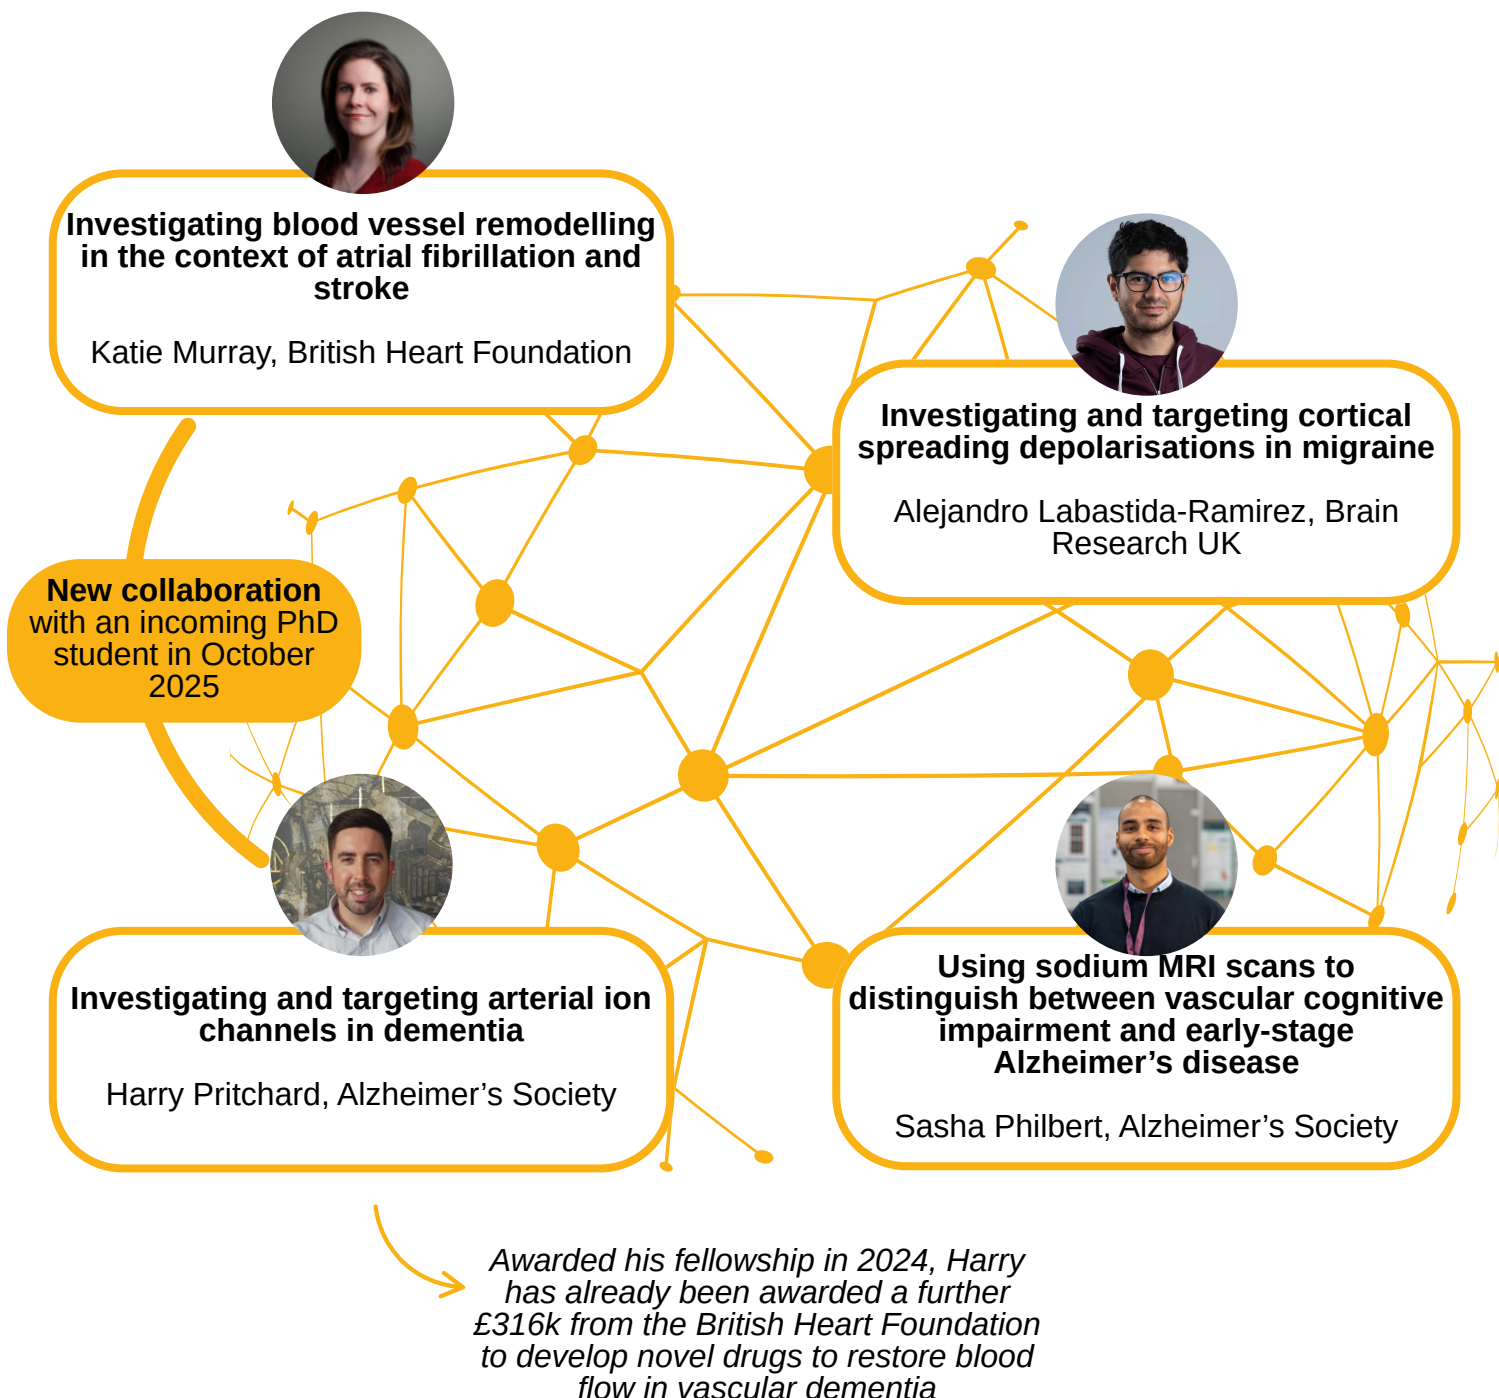 Investigating blood vessel remodelling
in the context of atrial fibrillation and
stroke
Katie Murray, British Heart Foundation
Investigating and targeting cortical
spreading depolarisations in migraine
Alejandro Labastida-Ramirez, Brain
Research UK
New collaboration
with an incoming PhD
student in October
2025
Investigating and targeting arterial ion
channels in dementia
Harry Pritchard, Alzheimer’s Society
Using sodium MRI scans to
distinguish between vascular cognitive
impairment and early-stage
Alzheimer’s disease
Sasha Philbert, Alzheimer’s Society
Awarded his fellowship in 2024, Harry
has already been awarded a further
£316k from the British Heart Foundation
to develop novel drugs to restore blood
flow in vascular dementia